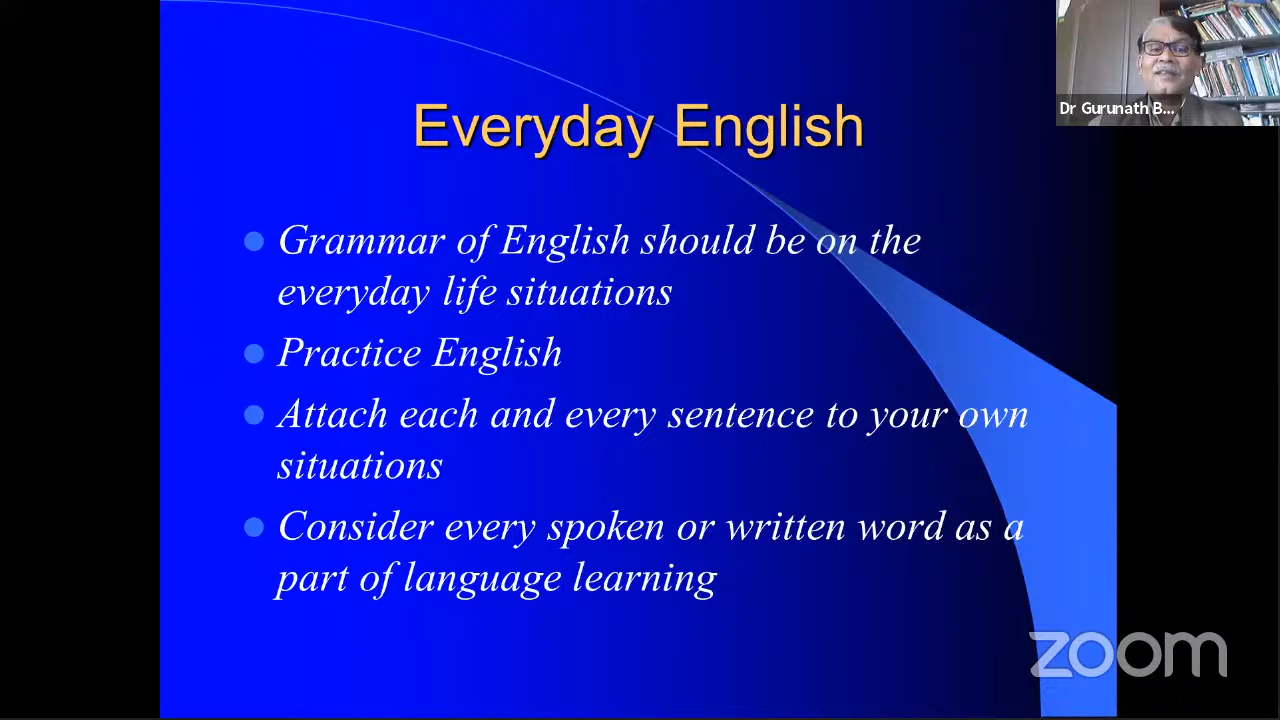 Everyday English
Grammar of English should be on the
everyday life situations
Practice English
Attach each and every sentence to your own
situations
Consider every spoken or written word as a
part of language learning
Dr Gurunath B...
zoom